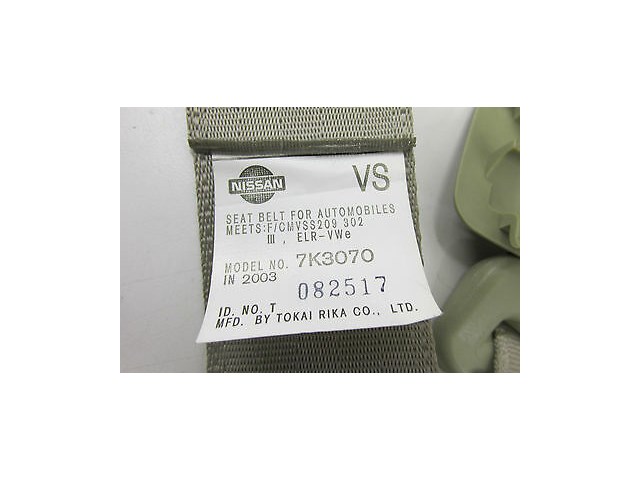 NISSAN VS
SEAT BELT FOR AUTOMOBILES
MEETS:F/CMVSS209 302
III , ELR-VWe
MODEL NO. 7K3070
IN 2003
ID. NO. T 082517
MFD. BY TOKAI RIKA CO., LTD.